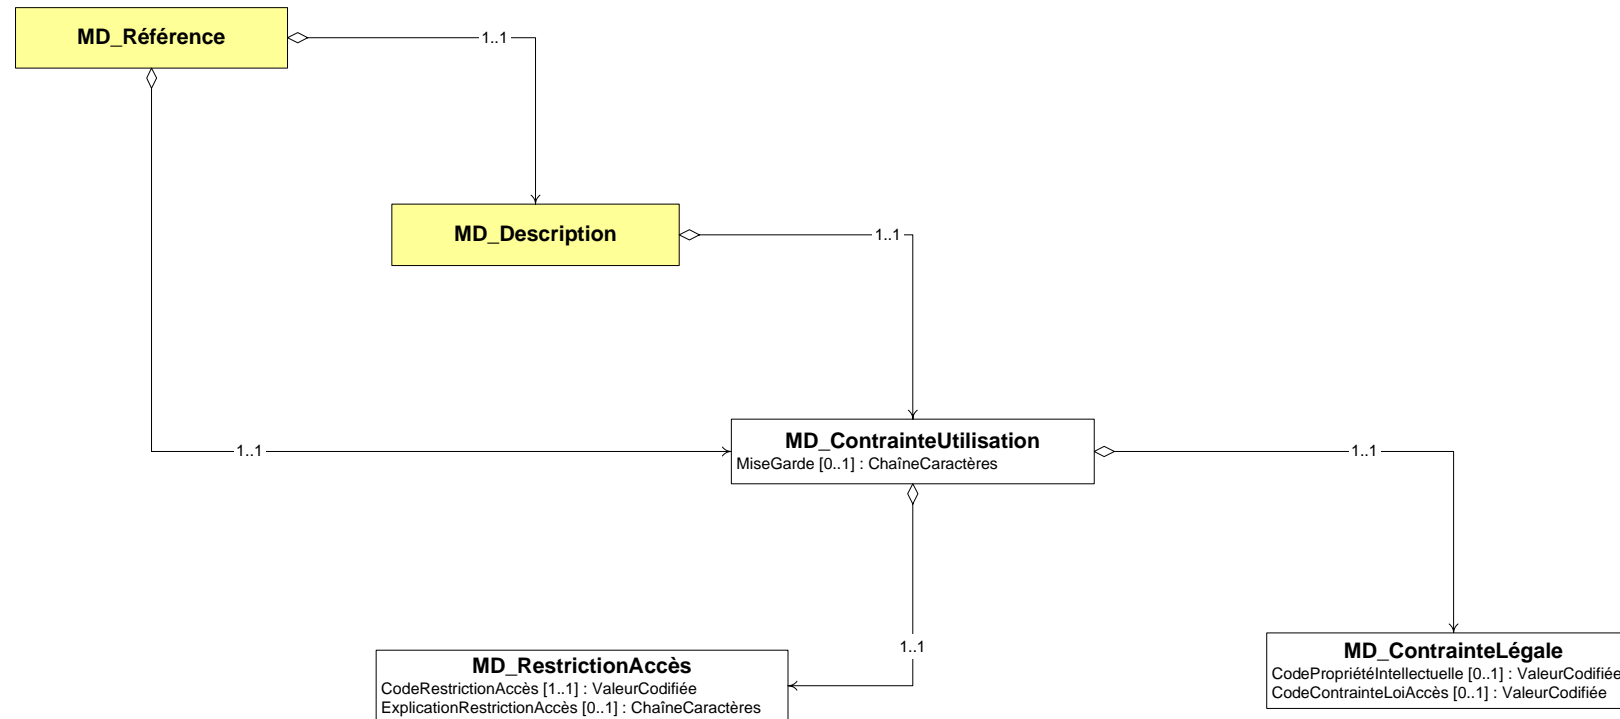 MD_Référence
1..1
MD_Description
1..1
MD_ContrainteUtilisation
MiseGarde [0..1] : ChaîneCaractères
1..1
1..1
1..1
MD_RestrictionAccès
CodeRestrictionAccès [1..1] : ValeurCodifiée
ExplicationRestrictionAccès [0..1] : ChaîneCaractères
MD_ContrainteLégale
CodePropriétéIntellectuelle [0..1] : ValeurCodifiée
CodeContrainteLoiAccès [0..1] : ValeurCodifiée